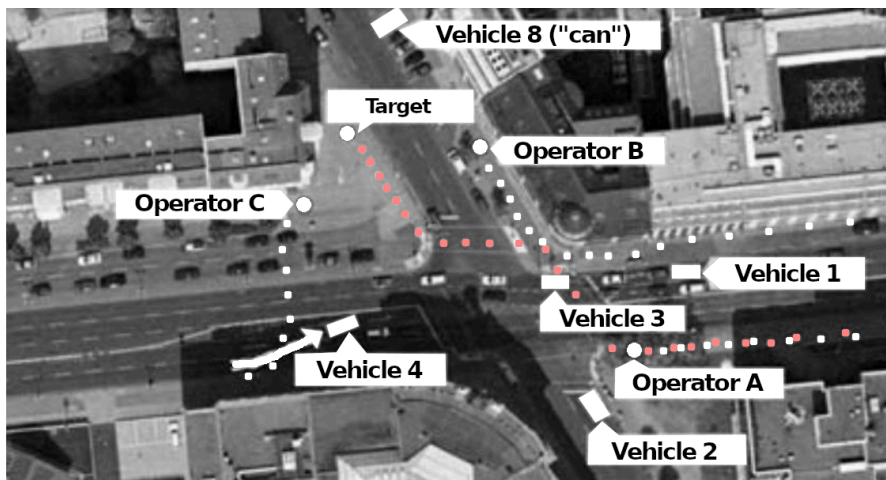 Vehicle 8 ("can")
Target
Operator B
Operator C
Vehicle 1
Vehicle 3
Vehicle 4
Operator A
Vehicle 2